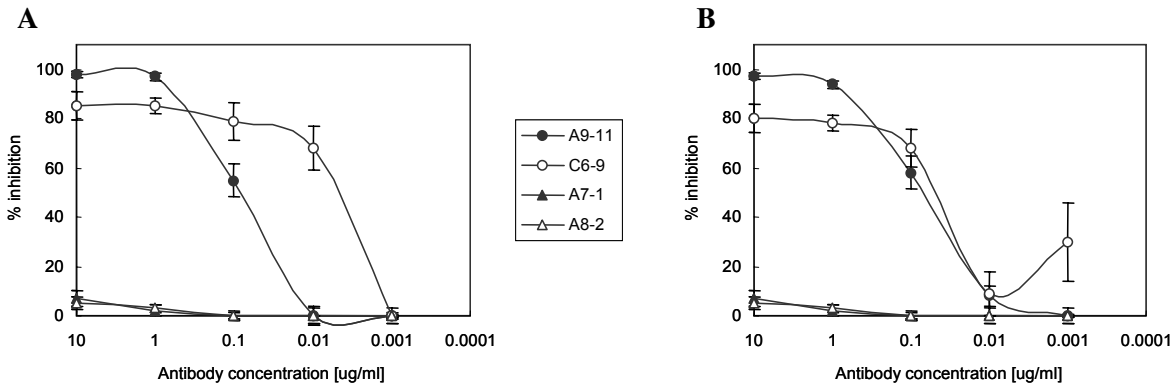 A
B
100
80
60
40
20
0
% inhibition
10 1 0.1 0.01 0.001 0.0001
Antibody concentration [ug/ml]
A9-11
C6-9
A7-1
A8-2
100
80
60
40
20
0
% inhibition
10 1 0.1 0.01 0.001 0.0001
Antibody concentration [ug/ml]